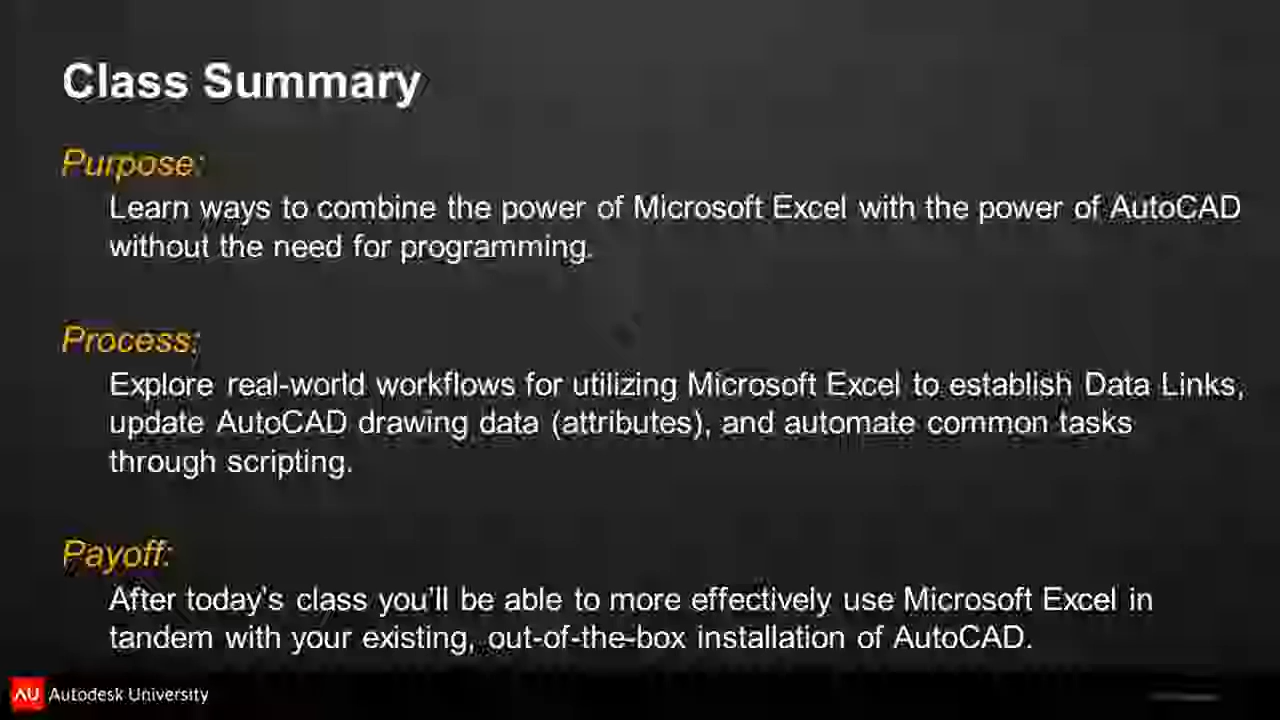 Class Summary
Purpose:
Learn ways to combine the power of Microsoft Excel with the power of AutoCAD
without the need for programming.
Process:
Explore real-world workflows for utilizing Microsoft Excel to establish Data Links,
update AutoCAD drawing data (attributes), and automate common tasks
through scripting.
Payoff:
After today's class you'll be able to more effectively use Microsoft Excel in
tandem with your existing, out-of-the-box installation of AutoCAD.
AU Autodesk University